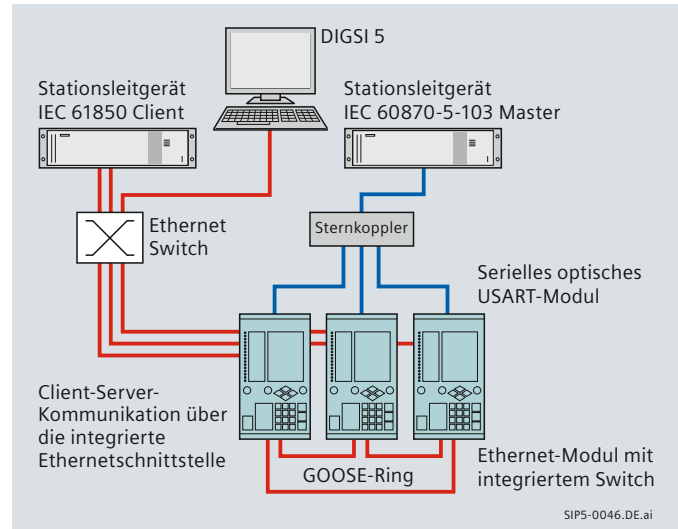 DIGSI 5
Stationsleitgerät
IEC 61850 Client
Stationsleitgerät
IEC 60870-5-103 Master
Ethernet
Switch
Sternkoppler
Serielles optisches
USART-Modul
Client-Server-
Kommunikation über
die integrierte
Ethernetschnittstelle
GOOSE-Ring
Ethernet-Modul mit
integriertem Switch
SIP5-0046.DE.ai